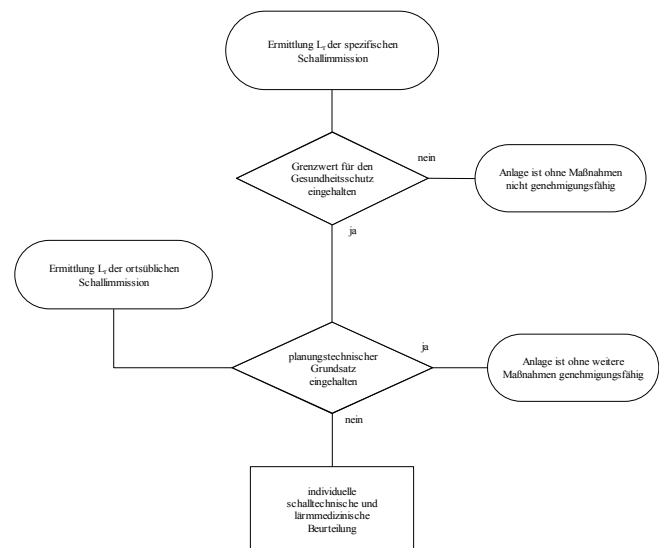 Ermittlung Lr der spezifischen
Schallimmission
Grenzwert für den
Gesundheitsschutz
eingehalten
nein
Anlage ist ohne Maßnahmen
nicht genehmigungsfähig
ja
Ermittlung Lr der ortsüblichen
Schallimmission
planungstechnischer
Grundsatz
eingehalten
ja
Anlage ist ohne weitere
Maßnahmen genehmigungsfähig
nein
individuelle
schalltechnische und
lärmmedizinische
Beurteilung